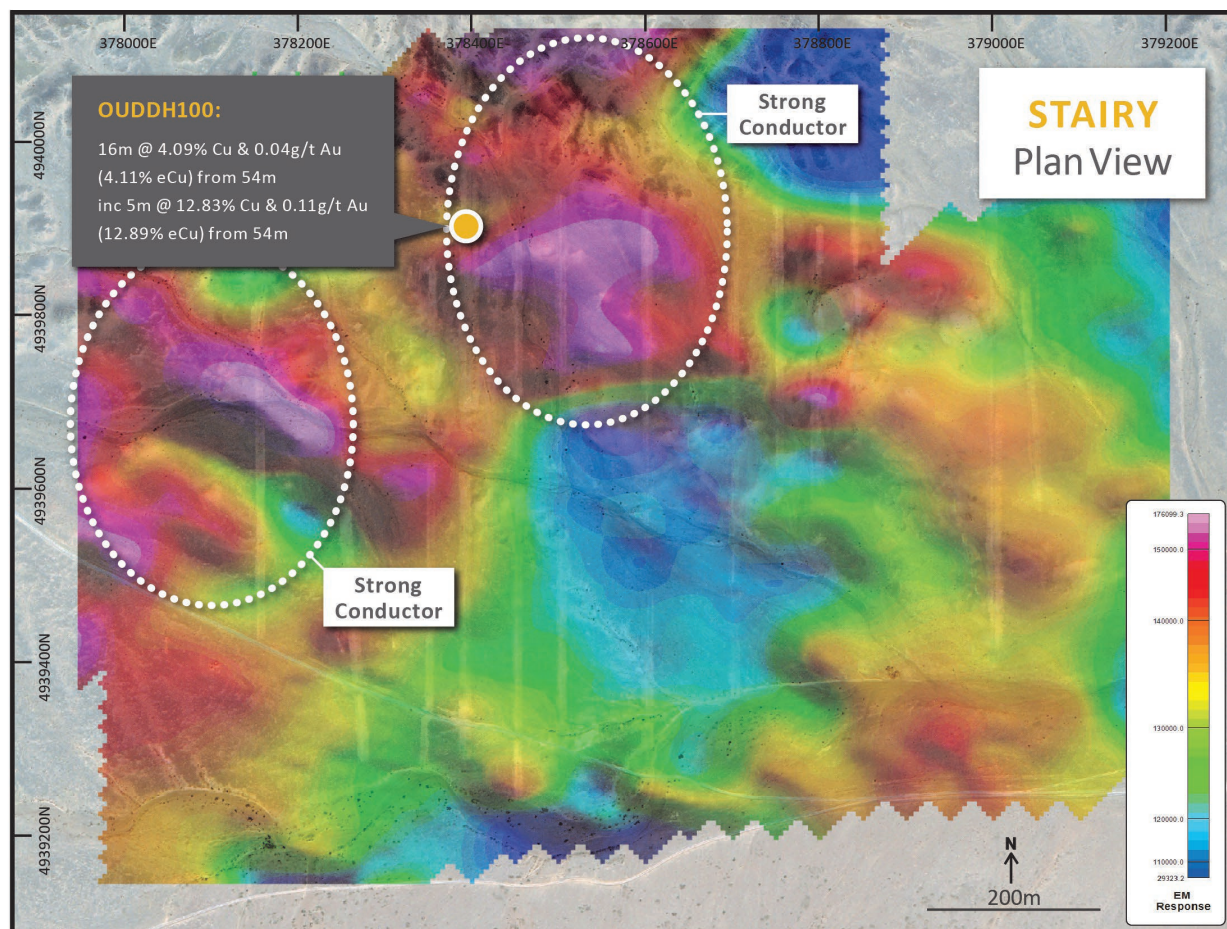 378000E
378200E
378400E
378600E
378800E
379000E
379200E
OUDDH100:
16m @ 4.09% Cu & 0.04g/t Au
(4.11% eCu) from 54m
inc 5m @ 12.83% Cu & 0.11g/t Au
(12.89% eCu) from 54m
Strong
Conductor
STAIRY
Plan View
4940000N
4939800N
4939600N
4939400N
4939200N
Strong
Conductor
176099.3
150000.0
140000.0
130000.0
120000.0
110000.0
29323.2
EM
Response
N
200m